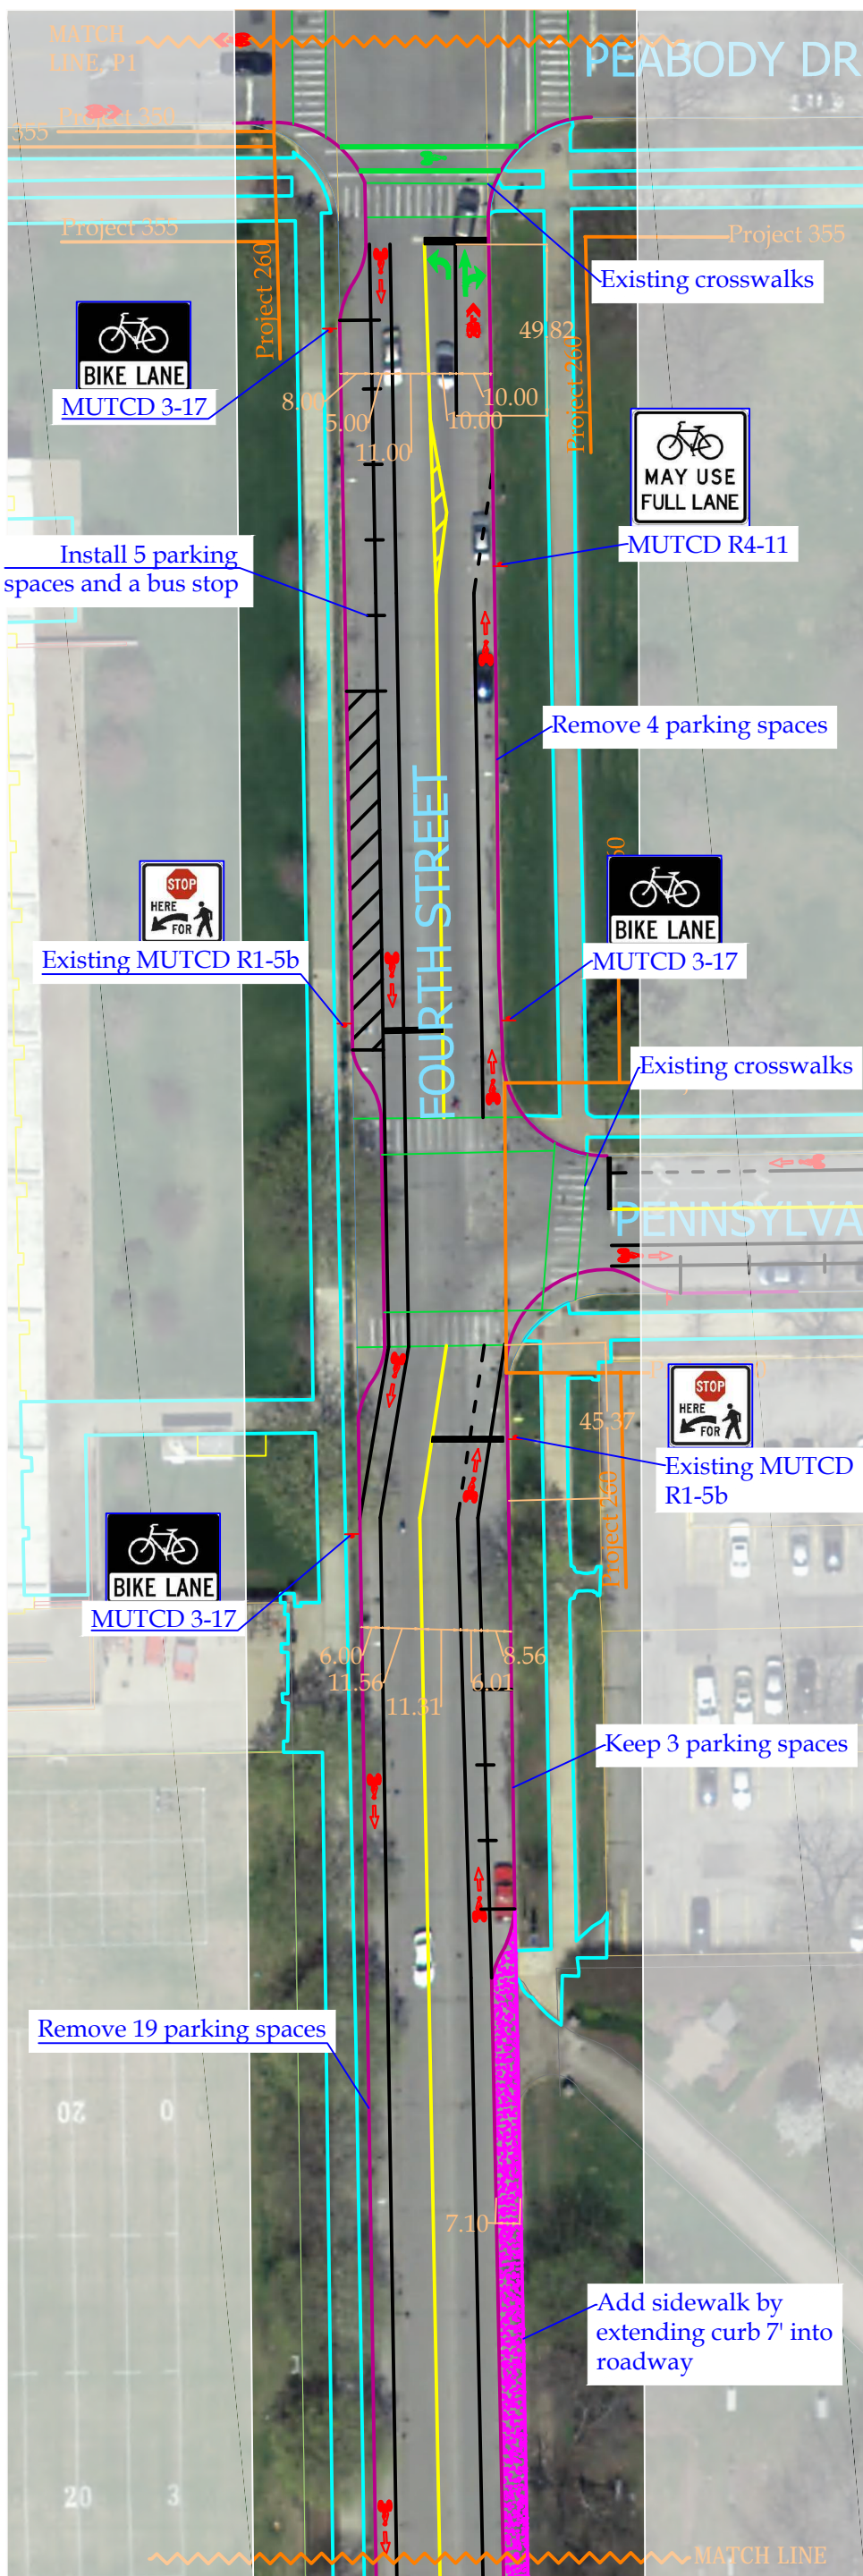 MATCH
LINE, P1
PEABODY DR
Project 350
355
Project 355
Project 355
Project 260
Existing crosswalks
BIKE LANE
MUTCD 3-17
49.82
Project 260
8.00
5.00
11.00
10.00
10.00
MAY USE
FULL LANE
MUTCD R4-11
Install 5 parking
spaces and a bus stop
Remove 4 parking spaces
FOURTH STREET
STOP
HERE
FOR
Existing MUTCD R1-5b
BIKE LANE
MUTCD 3-17
Existing crosswalks
PENNSYLVA
45.37
STOP
HERE
FOR
Existing MUTCD
R1-5b
Project 260
BIKE LANE
MUTCD 3-17
6.00
11.56
11.31
6.01
8.56
Keep 3 parking spaces
Remove 19 parking spaces
20
0
7.10
Add sidewalk by
extending curb 7' into
roadway
20
3
MATCH LINE